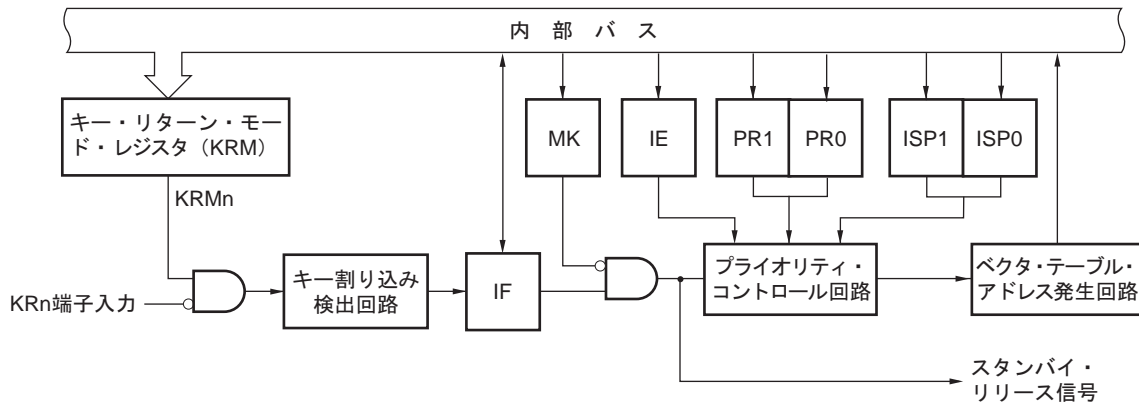 内 部 バ ス
キー・リターン・モー
ド・レジスタ（KRM）
MK
IE
PR1
PR0
ISP1
ISP0
KRMn
KRn端子入力
キー割り込み
検出回路
IF
プライオリティ・
コントロール回路
ベクタ・テーブル・
アドレス発生回路
スタンバイ・
リリース信号